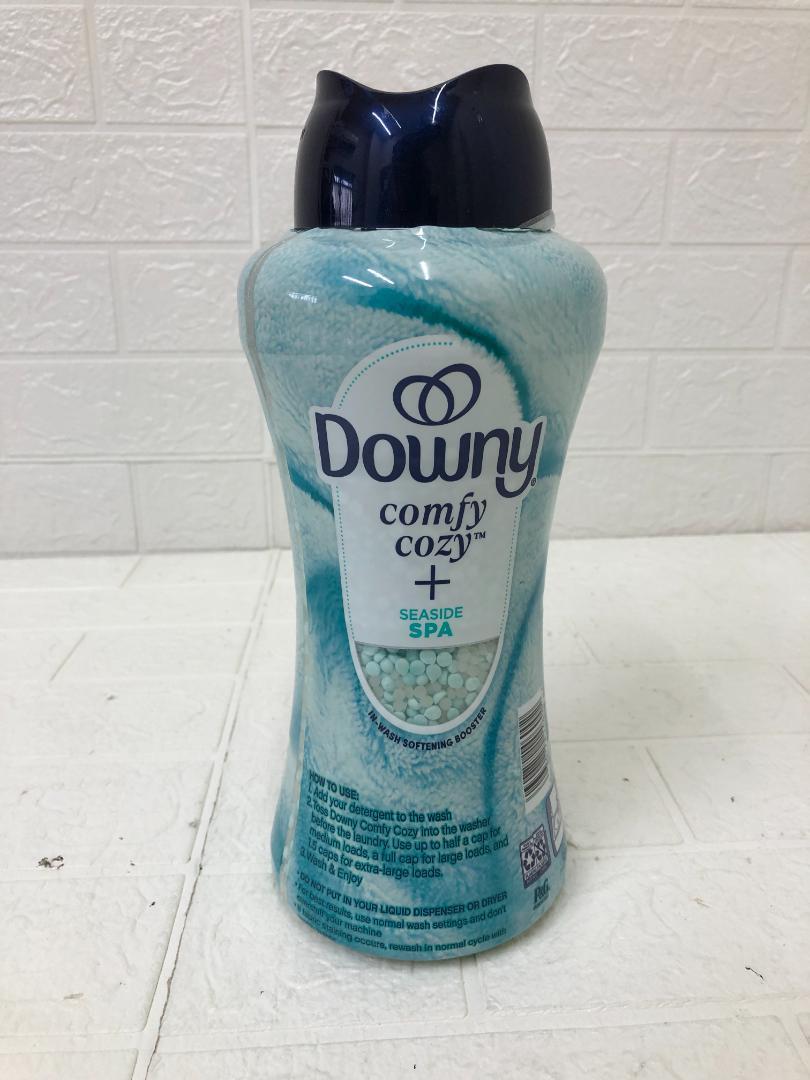 Downy®
comfy
cozy™
+
SEASIDE
SPA
IN-WASH SOFTENING BOOSTER
HOW TO USE:
1. Add your detergent to the wash
2. Toss Downy Comfy Cozy into the washer
before the laundry. Use up to half a cap for
medium loads, a full cap for large loads, and
1.5 caps for extra-large loads.
3. Wash & Enjoy
• DO NOT PUT IN YOUR LIQUID DISPENSER OR DRYER
• For best results, use normal wash settings and don't
overstuff your machine
staining occurs, rewash in normal cycle with
P&G